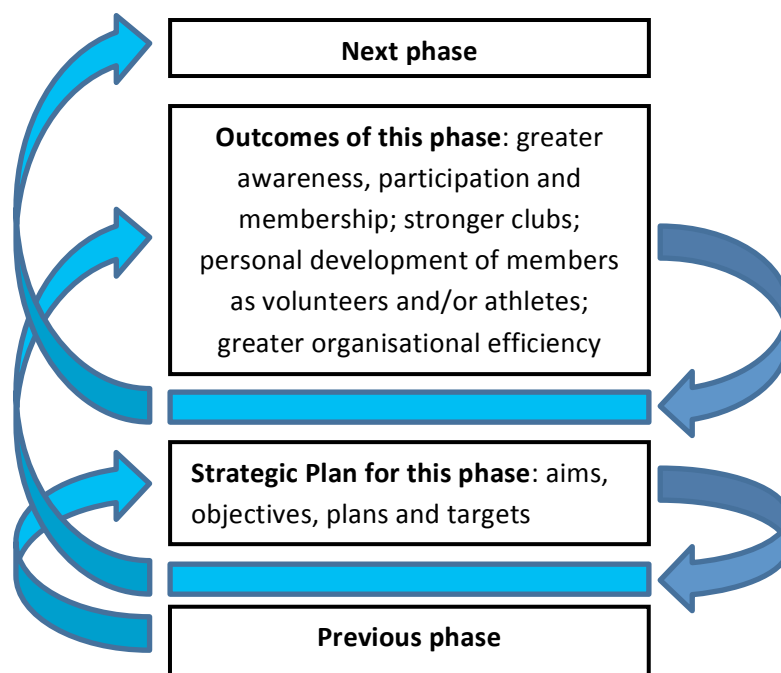 Next phase
Outcomes of this phase: greater
awareness, participation and
membership; stronger clubs;
personal development of members
as volunteers and/or athletes;
greater organisational efficiency
Strategic Plan for this phase: aims,
objectives, plans and targets
Previous phase